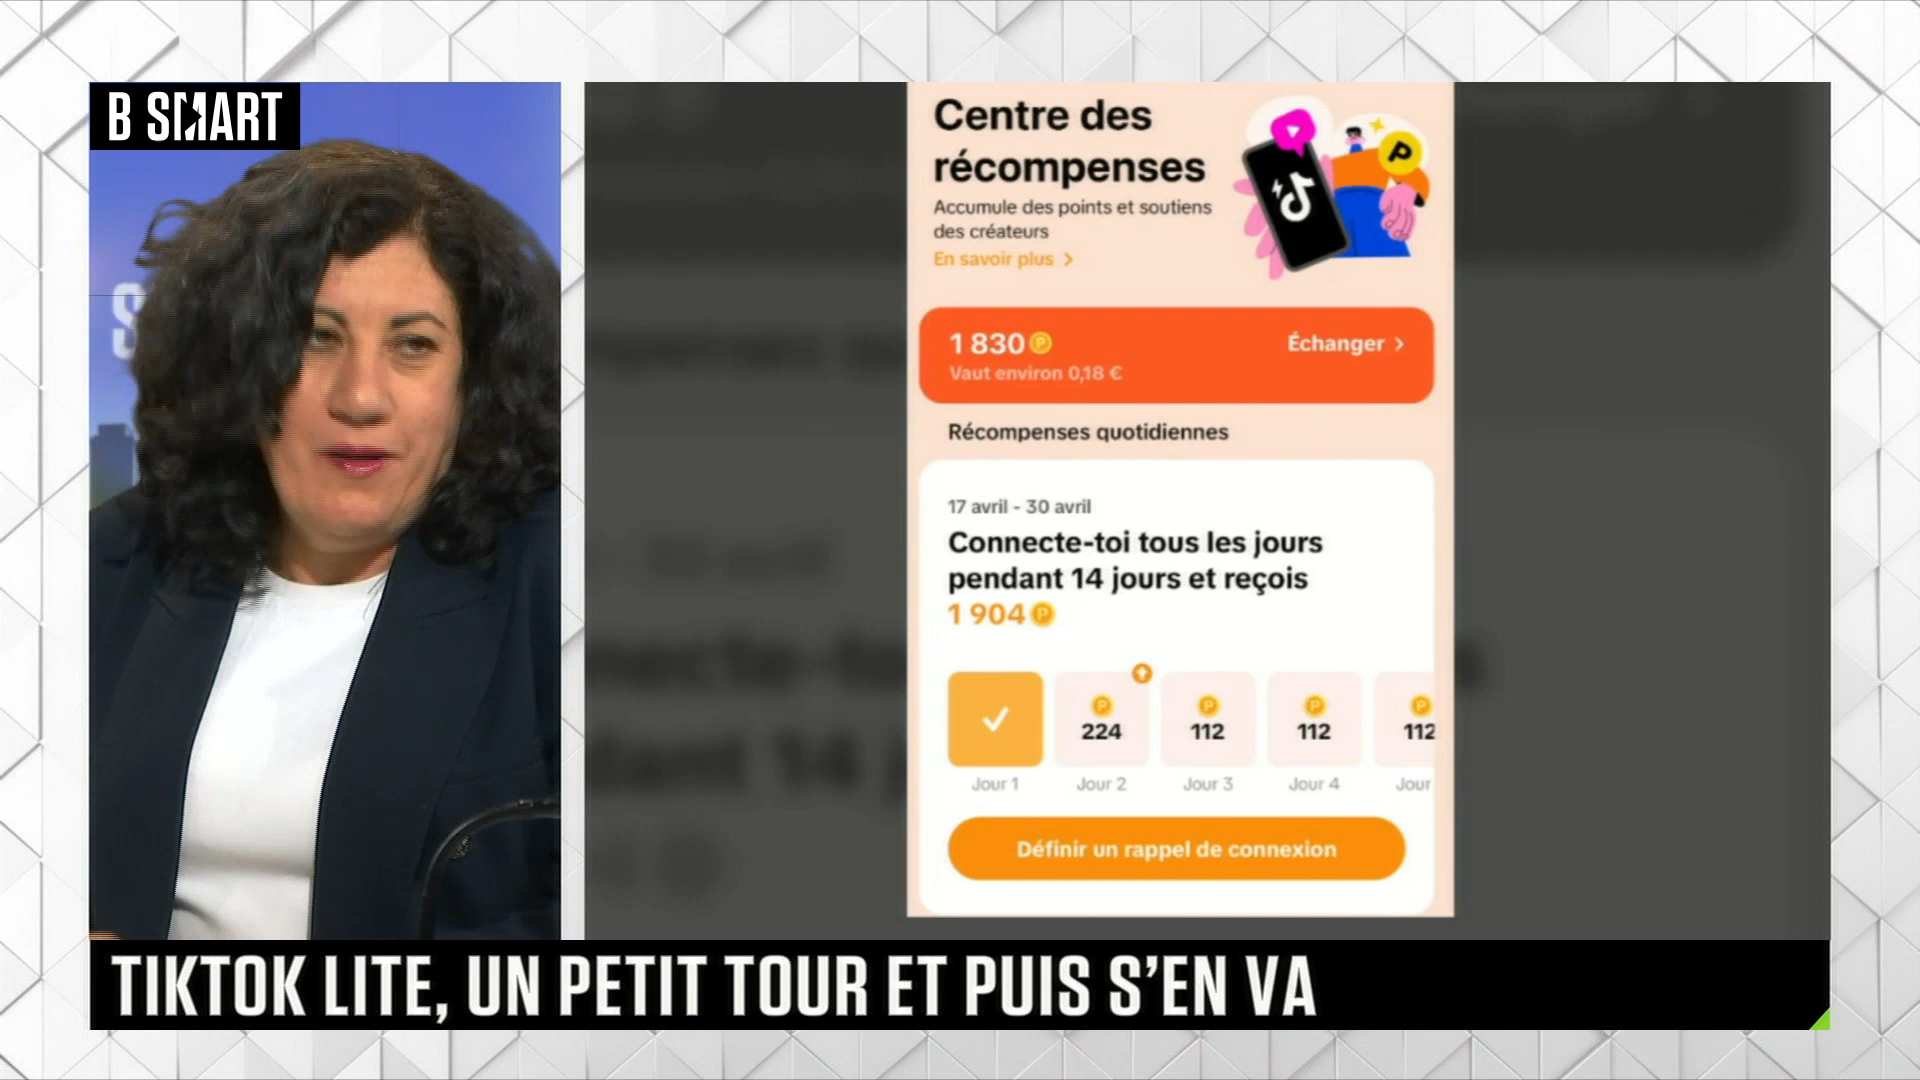 B SMART
S
Centre des
récompenses
Accumule des points et soutiens
des créateurs
En savoir plus >
1 830 P
Échanger >
Vaut environ 0,18 €
Récompenses quotidiennes
17 avril - 30 avril
Connecte-toi tous les jours
pendant 14 jours et reçois
1 904 P
P P P P
224 112 112 112
Jour 1 Jour 2 Jour 3 Jour 4 Jour
Définir un rappel de connexion
TIKTOK LITE, UN PETIT TOUR ET PUIS S'EN VA